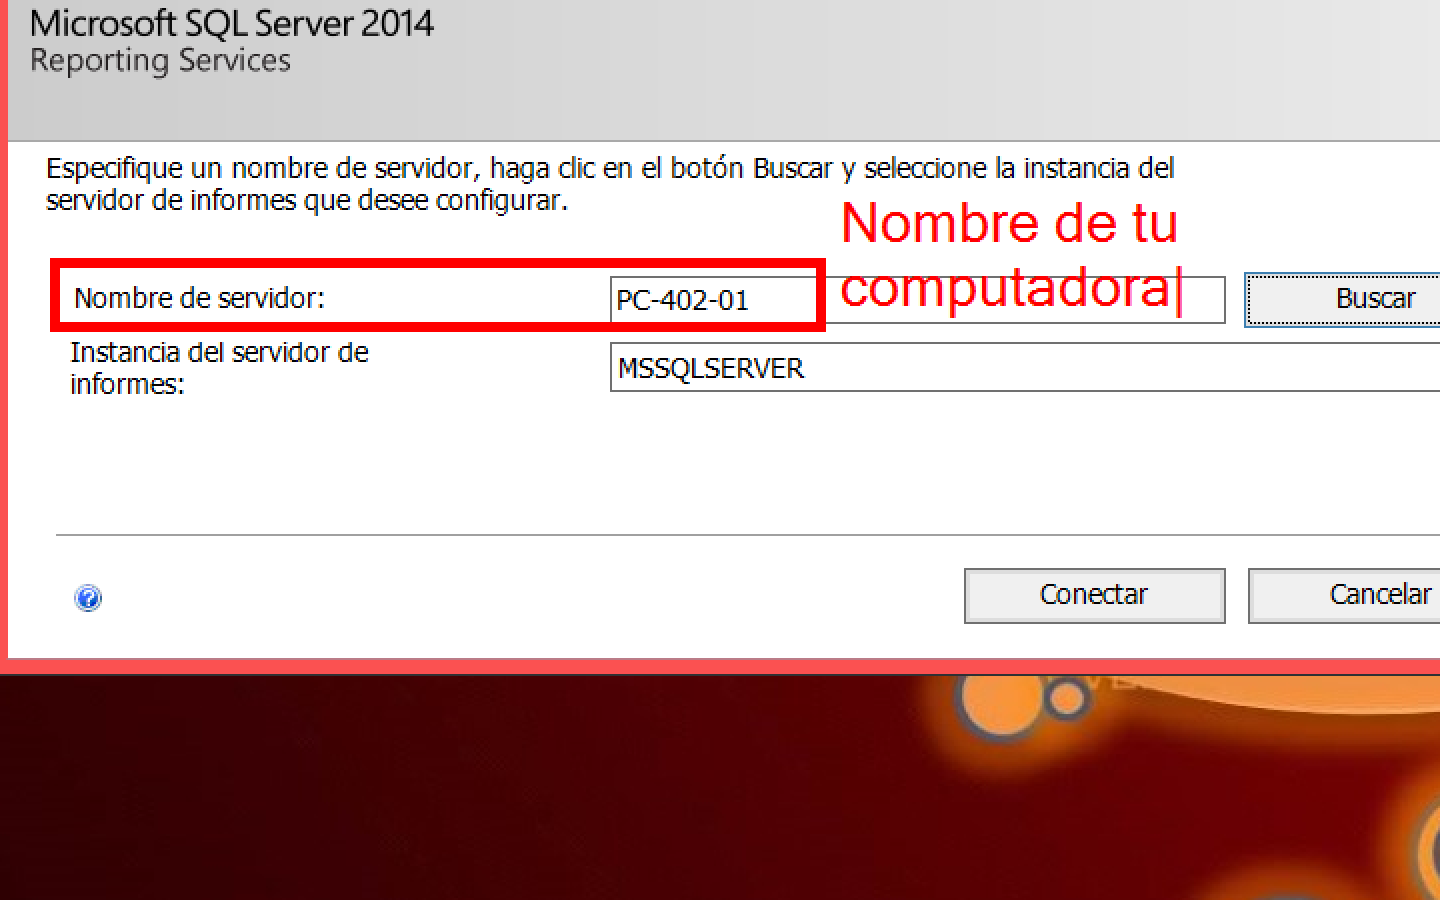 Microsoft SQL Server 2014
Reporting Services
Especifique un nombre de servidor, haga clic en el botón Buscar y seleccione la instancia del
servidor de informes que desee configurar.
Nombre de tu
computadora
Nombre de servidor:
PC-402-01
Buscar
Instancia del servidor de
informes:
MSSQLSERVER
?
Conectar
Cancelar